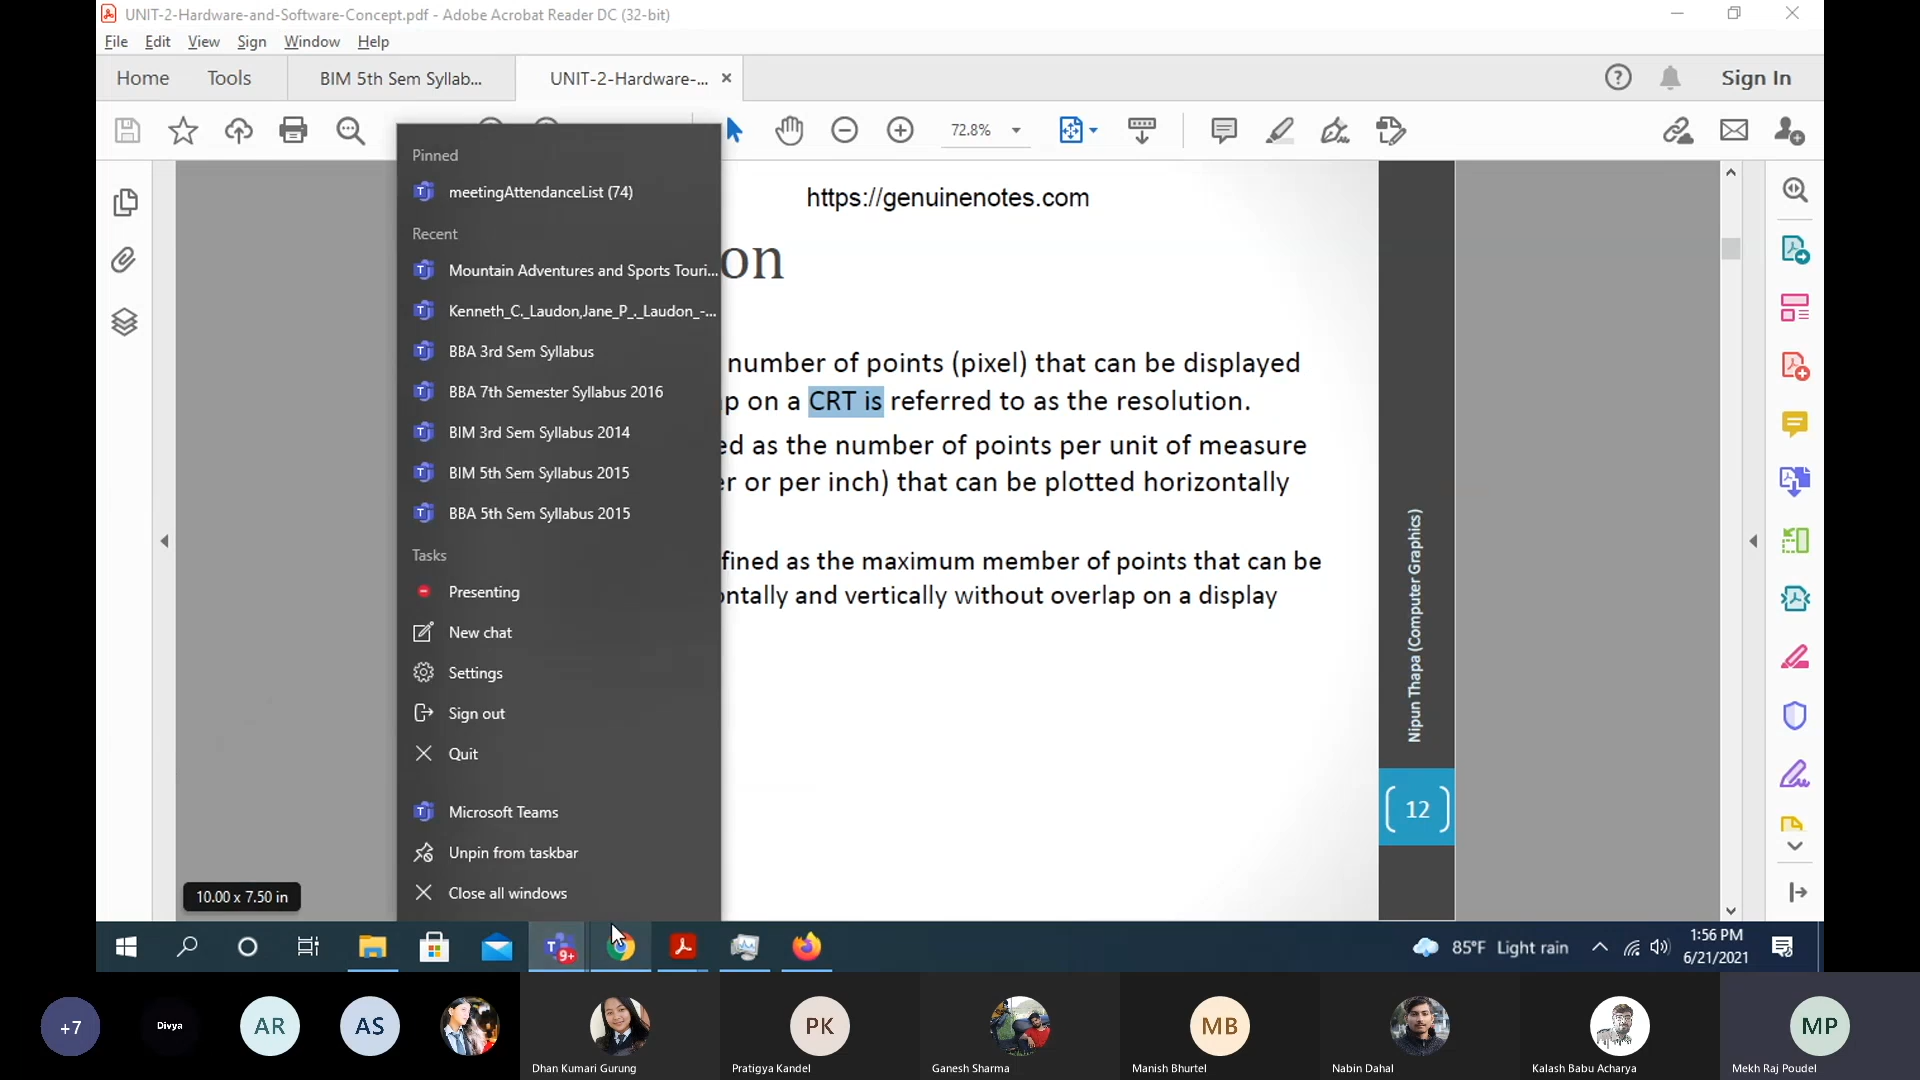 UNIT-2-Hardware-and-Software-Concept.pdf - Adobe Acrobat Reader DC (32-bit)
File Edit View Sign Window Help
Home Tools BIM 5th Sem Syllab... UNIT-2-Hardware-... × Sign In
72.8%
Pinned
meetingAttendanceList (74)
Recent
Mountain Adventures and Sports Touri...
Kenneth_C._Laudon,Jane_P_._Laudon_-...
BBA 3rd Sem Syllabus
BBA 7th Semester Syllabus 2016
BIM 3rd Sem Syllabus 2014
BIM 5th Sem Syllabus 2015
BBA 5th Sem Syllabus 2015
Tasks
Presenting
New chat
Settings
Sign out
Quit
Microsoft Teams
Unpin from taskbar
Close all windows
https://genuinenotes.com
on
number of points (pixel) that can be displayed
p on a CRT is referred to as the resolution.
ed as the number of points per unit of measure
er or per inch) that can be plotted horizontally
fined as the maximum member of points that can be
ontally and vertically without overlap on a display
Nipun Thapa (Computer Graphics)
12
10.00 x 7.50 in
9+
85°F Light rain
1:56 PM
6/21/2021
+7 Divya AR AS PK MB MP
Dhan Kumari Gurung Pratigya Kandel Ganesh Sharma Manish Bhurtel Nabin Dahal Kalash Babu Acharya Mekh Raj Poudel